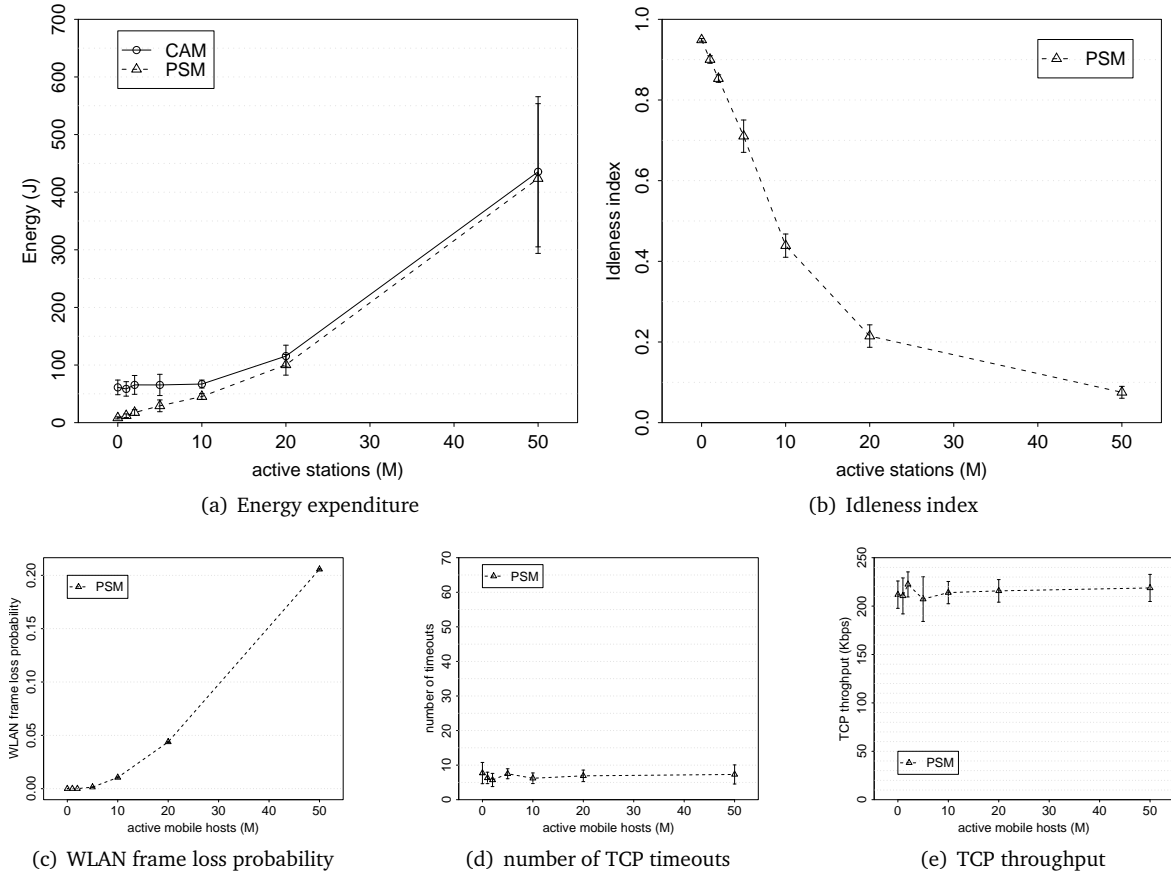 700
600
500
400
300
200
100
0
Energy (J)
CAM
PSM
0 10 20 30 40 50
active stations (M)
(a) Energy expenditure
1.0
0.8
0.6
0.4
0.2
0.0
Idleness index
PSM
0 10 20 30 40 50
active stations (M)
(b) Idleness index
0.20
0.15
0.10
0.05
0.00
WLAN frame loss probability
PSM
0 10 20 30 40 50
active mobile hosts (M)
(c) WLAN frame loss probability
70
60
50
40
30
20
10
0
number of timeouts
PSM
0 10 20 30 40 50
active mobile hosts (M)
(d) number of TCP timeouts
250
200
150
100
50
0
TCP throghput (Kbps)
PSM
0 10 20 30 40 50
active mobile hosts (M)
(e) TCP throughput